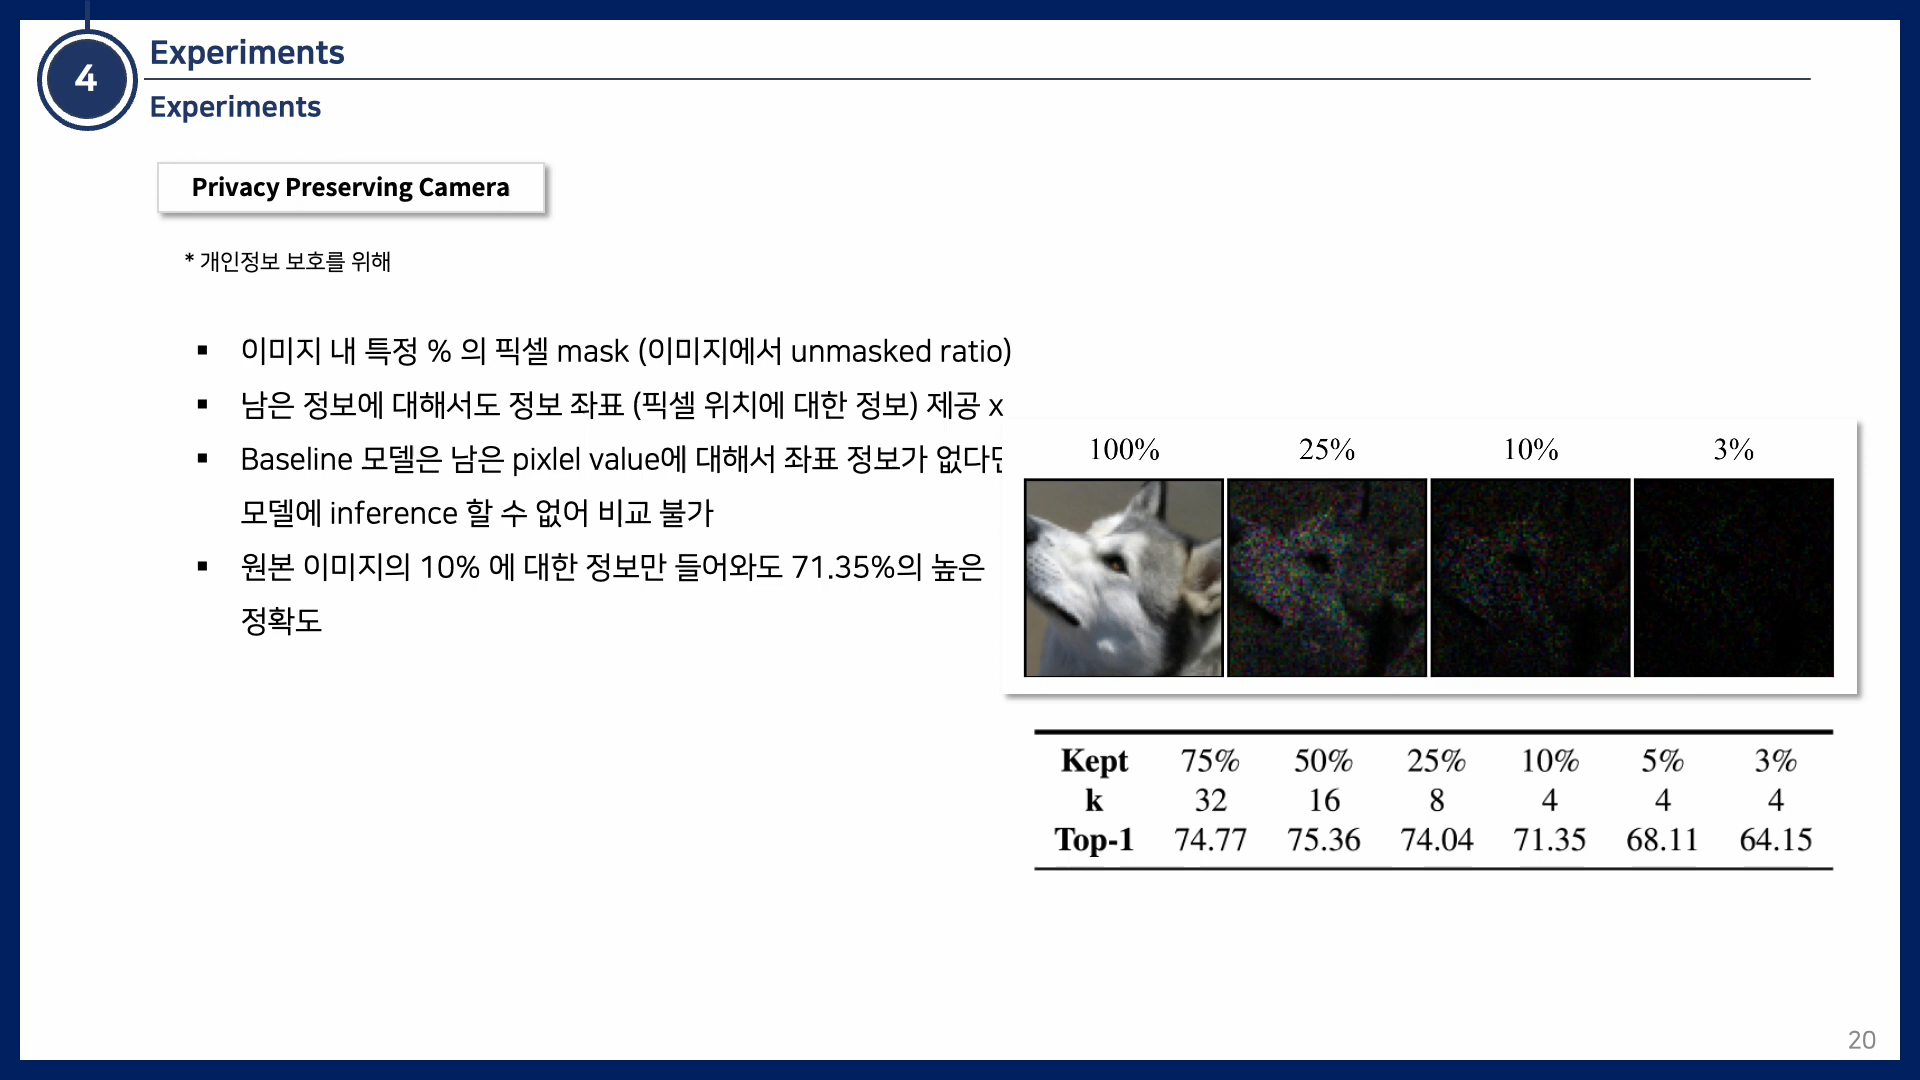 4
Experiments
Experiments
Privacy Preserving Camera
* 개인정보 보호를 위해
▪ 이미지 내 특정 % 의 픽셀 mask (이미지에서 unmasked ratio)
▪ 남은 정보에 대해서도 정보 좌표 (픽셀 위치에 대한 정보) 제공 x
▪ Baseline 모델은 남은 pixlel value에 대해서 좌표 정보가
모델에 inference 할 수 없어 비교 불가
▪ 원본 이미지의 10% 에 대한 정보만 들어와도 71.35%의 높은
정확도
100% 25% 10% 3%
Kept 75% 50% 25% 10% 5% 3%
k 32 16 8 4 4 4
Top-1 74.77 75.36 74.04 71.35 68.11 64.15
20